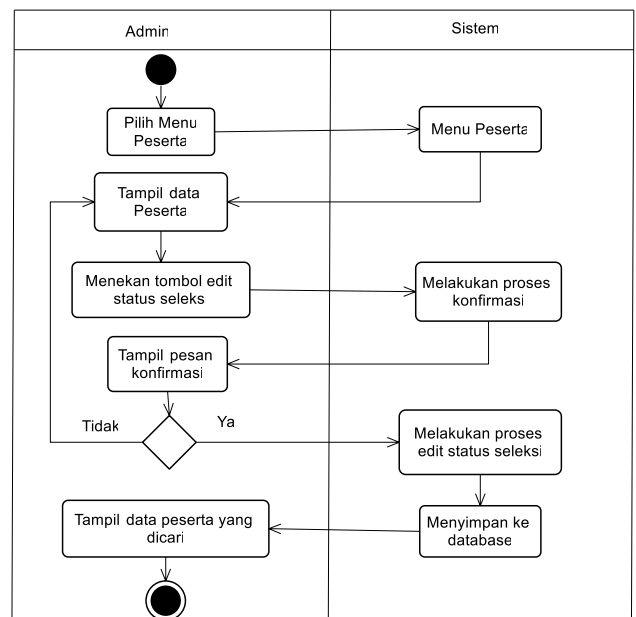 Admin
Sistem
Pilih Menu
Peserta
Menu Peserta
Tampil data
Peserta
Menekan tombol edit
status seleks
Melakukan proses
konfirmasi
Tampil pesan
konfirmasi
Tidak
Ya
Melakukan proses
edit status seleksi
Tampil data peserta yang
dicari
Menyimpan ke
database